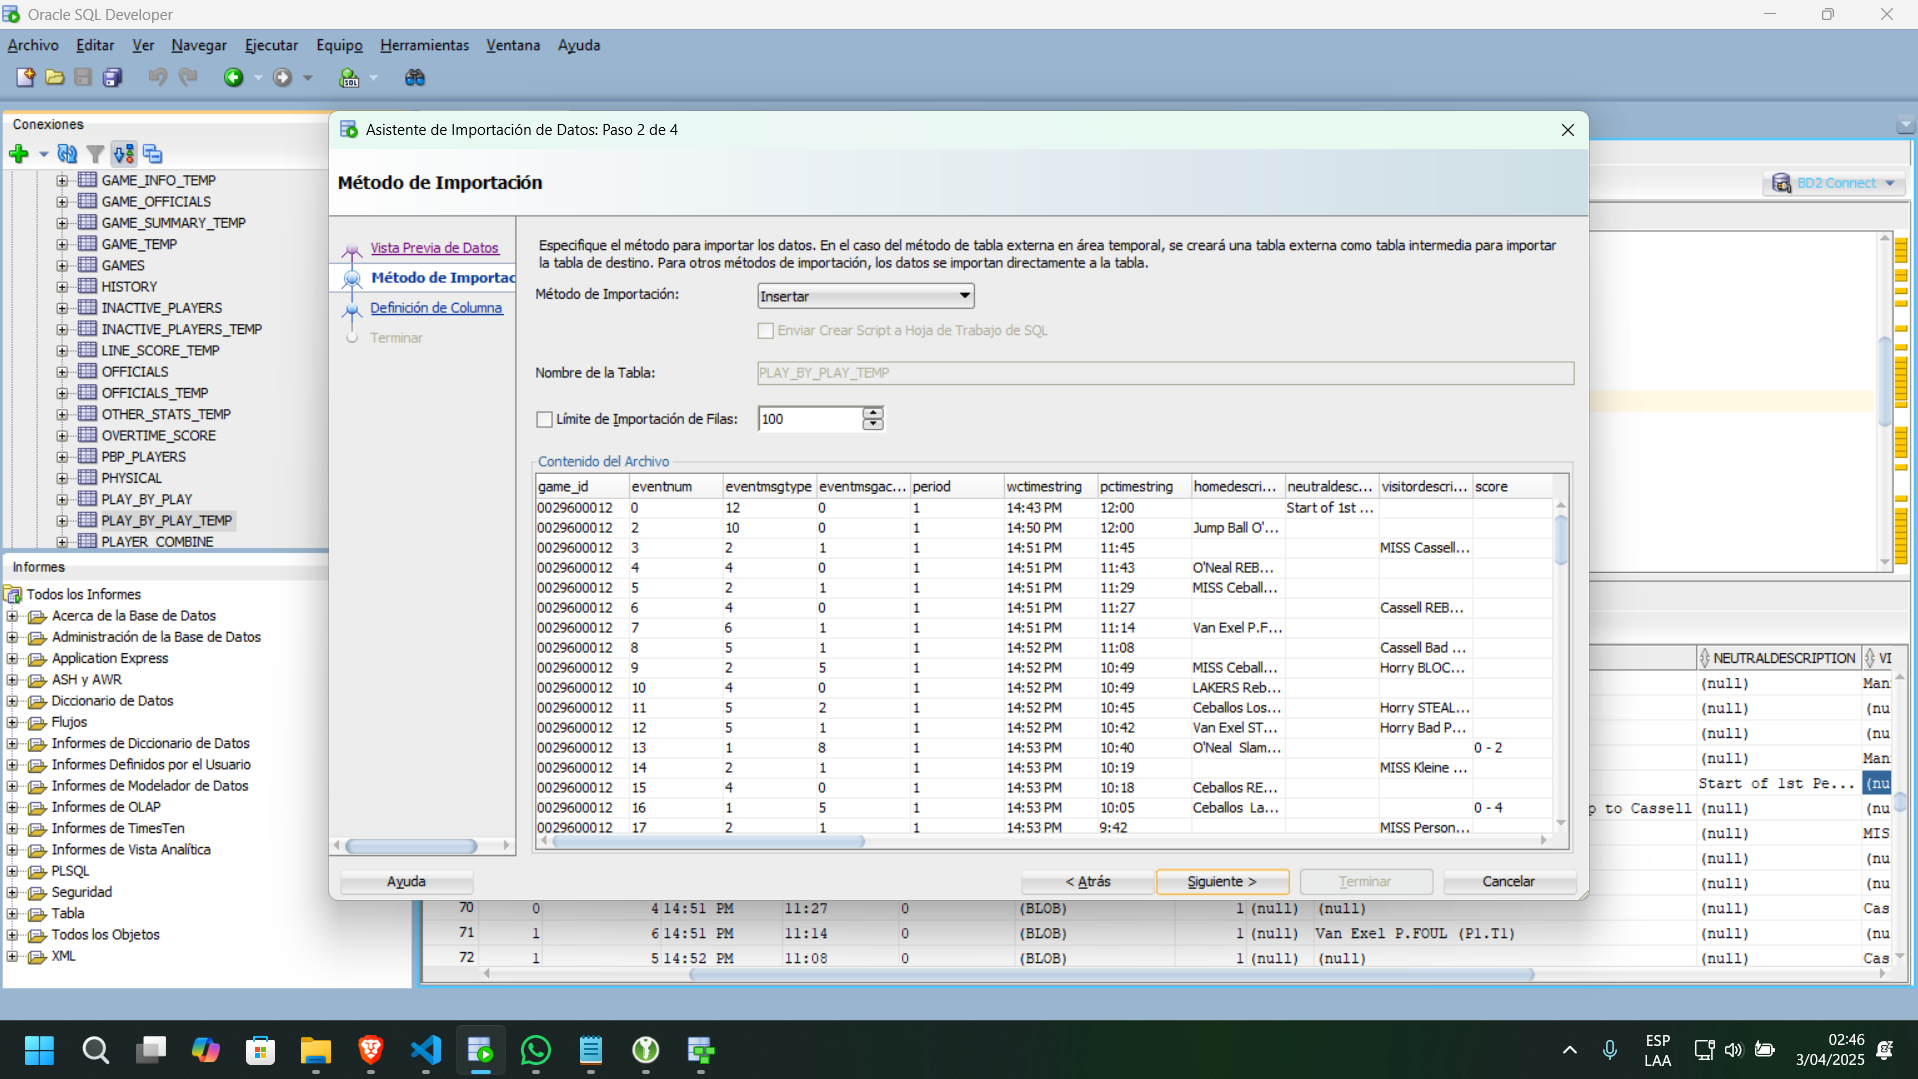 Oracle SQL Developer
Archivo Editar Ver Navegar Ejecutar Equipo Herramientas Ventana Ayuda
Conexiones
GAME_INFO_TEMP
GAME_OFFICIALS
GAME_SUMMARY_TEMP
GAME_TEMP
GAMES
HISTORY
INACTIVE_PLAYERS
INACTIVE_PLAYERS_TEMP
LINE_SCORE_TEMP
OFFICIALS
OFFICIALS_TEMP
OTHER_STATS_TEMP
OVERTIME_SCORE
PBP_PLAYERS
PHYSICAL
PLAY_BY_PLAY
PLAY_BY_PLAY_TEMP
PLAYER_COMBINE
Informes
Todos los Informes
Acerca de la Base de Datos
Administración de la Base de Datos
Application Express
ASH y AWR
Diccionario de Datos
Flujos
Informes de Diccionario de Datos
Informes Definidos por el Usuario
Informes de Modelador de Datos
Informes de OLAP
Informes de TimesTen
Informes de Vista Analítica
PLSQL
Seguridad
Tabla
Todos los Objetos
XML
Asistente de Importación de Datos: Paso 2 de 4
Método de Importación
Vista Previa de Datos
Método de Importac
Definición de Columna
Terminar
Especifique el método para importar los datos. En el caso del método de tabla externa en área temporal, se creará una tabla externa como tabla intermedia para importar
la tabla de destino. Para otros métodos de importación, los datos se importan directamente a la tabla.
Método de Importación: Insertar
Enviar Crear Script a Hoja de Trabajo de SQL
Nombre de la Tabla: PLAY_BY_PLAY_TEMP
Límite de Importación de Filas: 100
Contenido del Archivo
game_id eventnum eventmsgtype eventmsgac... period wctimestring pctimestring homedescri... neutraldesc... visitordescri... score
0029600012 0 12 0 1 14:43 PM 12:00 Start of 1st ...
0029600012 2 10 0 1 14:50 PM 12:00 Jump Ball O'...
0029600012 3 2 1 1 14:51 PM 11:45 MISS Cassell...
0029600012 4 4 0 1 14:51 PM 11:43 O'Neal REB...
0029600012 5 2 1 1 14:51 PM 11:29 MISS Ceball...
0029600012 6 4 0 1 14:51 PM 11:27 Cassell REB...
0029600012 7 6 1 1 14:51 PM 11:14 Van Exel P.F...
0029600012 8 5 1 1 14:52 PM 11:08 Cassell Bad ...
0029600012 9 2 5 1 14:52 PM 10:49 MISS Ceball... Horry BLOC...
0029600012 10 4 0 1 14:52 PM 10:49 LAKERS Reb...
0029600012 11 5 2 1 14:52 PM 10:45 Ceballos Los... Horry STEAL...
0029600012 12 5 1 1 14:52 PM 10:42 Van Exel ST... Horry Bad P...
0029600012 13 1 8 1 14:53 PM 10:40 O'Neal Slam... 0 - 2
0029600012 14 2 1 1 14:53 PM 10:19 MISS Kleine ...
0029600012 15 4 0 1 14:53 PM 10:18 Ceballos RE...
0029600012 16 1 5 1 14:53 PM 10:05 Ceballos La... 0 - 4
0029600012 17 2 1 1 14:53 PM 9:42 MISS Person...
Ayuda < Atrás Siguiente > Terminar Cancelar
BD2 Connect
NEUTRALDESCRIPTION VI
(null) Man
(null) (nu
(null) (nu
(null) Man
Start of 1st Pe... (nu
p to Cassell (null) (nu
(null) MIS
(null) (nu
(null) (nu
70 0 4 14:51 PM 11:27 0 (BLOB) 1 (null) (null) (null) Cas
71 1 6 14:51 PM 11:14 0 (BLOB) 1 (null) Van Exel P.FOUL (P1.T1) (null) (nu
72 1 5 14:52 PM 11:08 0 (BLOB) 1 (null) (null) (null) Cas
ESP
LAA
02:46
3/04/2025